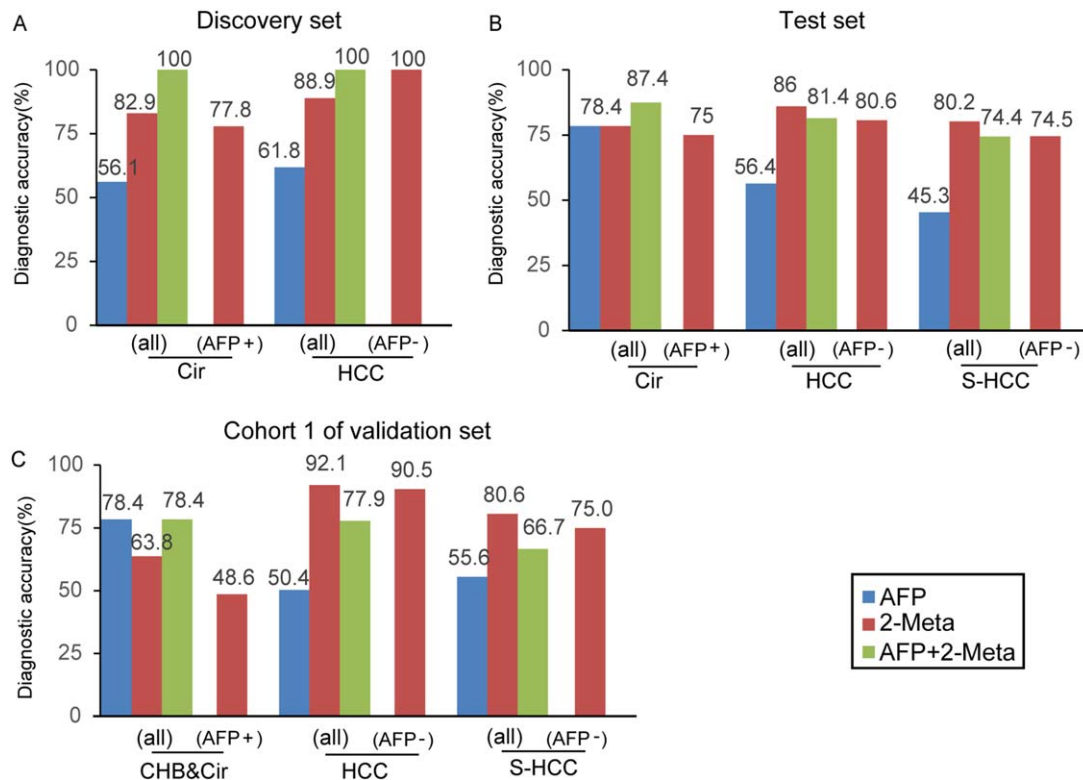 A
Discovery set
Diagnostic accuracy(%)
100
75
50
25
0
56.1
82.9
100
77.8
61.8
88.9
100
100
(all) (AFP+) (all) (AFP-)
Cir HCC
B
Test set
Diagnostic accuracy(%)
100
75
50
25
0
78.4
78.4
87.4
75
56.4
86
81.4
80.6
45.3
80.2
74.4
74.5
(all) (AFP+) (all) (AFP-) (all) (AFP-)
Cir HCC S-HCC
C
Cohort 1 of validation set
Diagnostic accuracy(%)
100
75
50
25
0
78.4
63.8
78.4
48.6
50.4
92.1
77.9
90.5
55.6
80.6
66.7
75.0
(all) (AFP+) (all) (AFP-) (all) (AFP-)
CHB&Cir HCC S-HCC
AFP
2-Meta
AFP+2-Meta